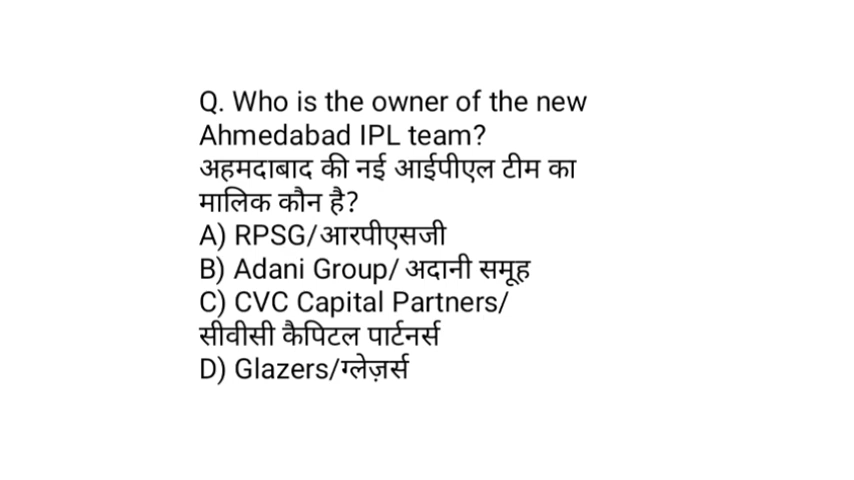 Q. Who is the owner of the new
Ahmedabad IPL team?
अहमदाबाद की नई आईपीएल टीम का
मालिक कौन है?
A) RPSG/आरपीएसजी
B) Adani Group/ अदानी समूह
C) CVC Capital Partners/
सीवीसी कैपिटल पार्टनर्स
D) Glazers/ग्लेज़र्स